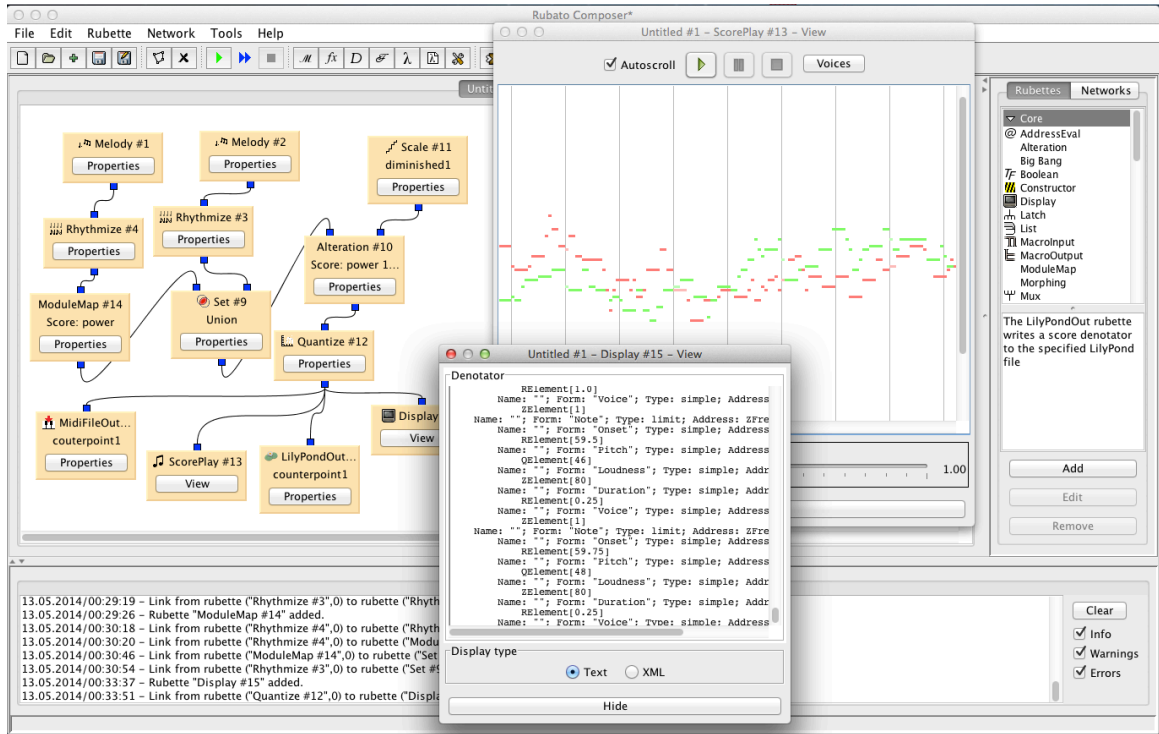 Rubato Composer*
File Edit Rubette Network Tools Help
Untitled #1 – ScorePlay #13 – View
Autoscroll
Voices
1.00
Melody #1
Properties
Melody #2
Properties
Scale #11
diminished1
Properties
Rhythmize #4
Properties
Rhythmize #3
Properties
Alteration #10
Score: power 1...
Properties
ModuleMap #14
Score: power
Properties
Set #9
Union
Properties
Quantize #12
Properties
MidiFileOut...
couterpoint1
Properties
ScorePlay #13
View
LilyPondOut...
counterpoint1
Properties
Display
View
Rubettes Networks
Core
AddressEval
Alteration
Big Bang
Boolean
Constructor
Display
Latch
List
MacroInput
MacroOutput
ModuleMap
Morphing
Mux
The LilyPondOut rubette
writes a score denotator
to the specified LilyPond
file
Add
Edit
Remove
Untitled #1 – Display #15 – View
Denotator
RElement[1.0]
Name: ""; Form: "Voice"; Type: simple; Address
ZElement[1]
Name: ""; Form: "Note"; Type: limit; Address: ZFre
Name: ""; Form: "Onset"; Type: simple; Address
RElement[59.5]
Name: ""; Form: "Pitch"; Type: simple; Address
QElement[46]
Name: ""; Form: "Loudness"; Type: simple; Addr
ZElement[80]
Name: ""; Form: "Duration"; Type: simple; Addr
RElement[0.25]
Name: ""; Form: "Voice"; Type: simple; Address
ZElement[1]
Name: ""; Form: "Note"; Type: limit; Address: ZFre
Name: ""; Form: "Onset"; Type: simple; Address
RElement[59.75]
Name: ""; Form: "Pitch"; Type: simple; Address
QElement[48]
Name: ""; Form: "Loudness"; Type: simple; Addr
ZElement[80]
Name: ""; Form: "Duration"; Type: simple; Addr
RElement[0.25]
Name: ""; Form: "Voice"; Type: simple; Address
Display type
Text XML
Hide
13.05.2014/00:29:19 – Link from rubette ("Rhythmize #3",0) to rubette ("Rhyth
13.05.2014/00:29:26 – Rubette "ModuleMap #14" added.
13.05.2014/00:30:18 – Link from rubette ("Rhythmize #4",0) to rubette ("Rhyth
13.05.2014/00:30:20 – Link from rubette ("Rhythmize #4",0) to rubette ("Modu
13.05.2014/00:30:46 – Link from rubette ("ModuleMap #14",0) to rubette ("Set
13.05.2014/00:30:54 – Link from rubette ("Rhythmize #3",0) to rubette ("Set #9
13.05.2014/00:33:37 – Rubette "Display #15" added.
13.05.2014/00:33:51 – Link from rubette ("Quantize #12",0) to rubette ("Displa
Clear
Info
Warnings
Errors